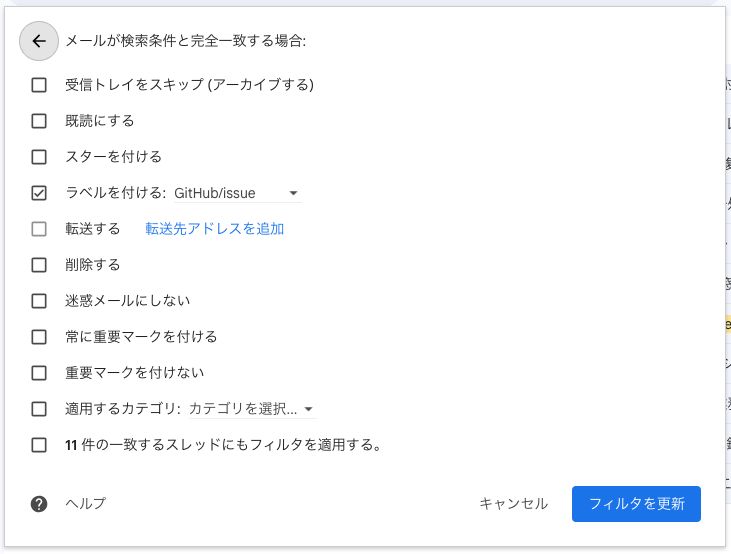 メールが検索条件と完全一致する場合:
受信トレイをスキップ (アーカイブする)
既読にする
スターを付ける
ラベルを付ける: GitHub/issue
転送する 転送先アドレスを追加
削除する
迷惑メールにしない
常に重要マークを付ける
重要マークを付けない
適用するカテゴリ: カテゴリを選択...
11 件の一致するスレッドにもフィルタを適用する。
ヘルプ キャンセル フィルタを更新